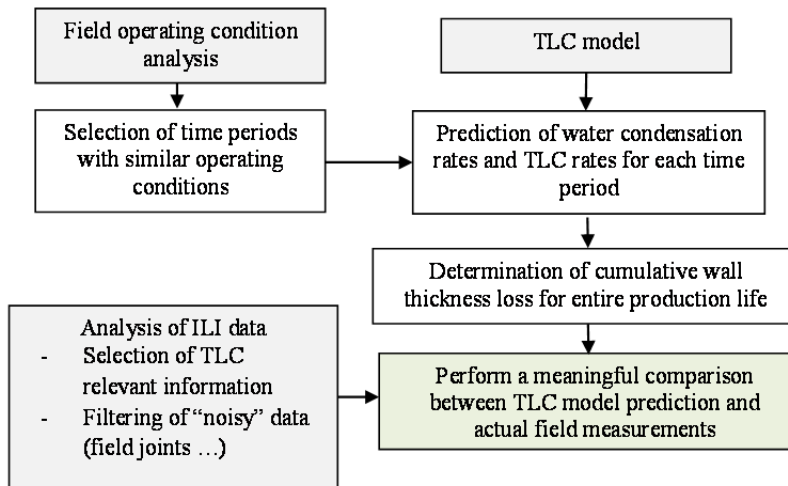 Field operating condition
analysis
TLC model
Selection of time periods
with similar operating
conditions
Prediction of water condensation
rates and TLC rates for each time
period
Determination of cumulative wall
thickness loss for entire production life
Analysis of ILI data
- Selection of TLC
relevant information
- Filtering of “noisy” data
(field joints …)
Perform a meaningful comparison
between TLC model prediction and
actual field measurements